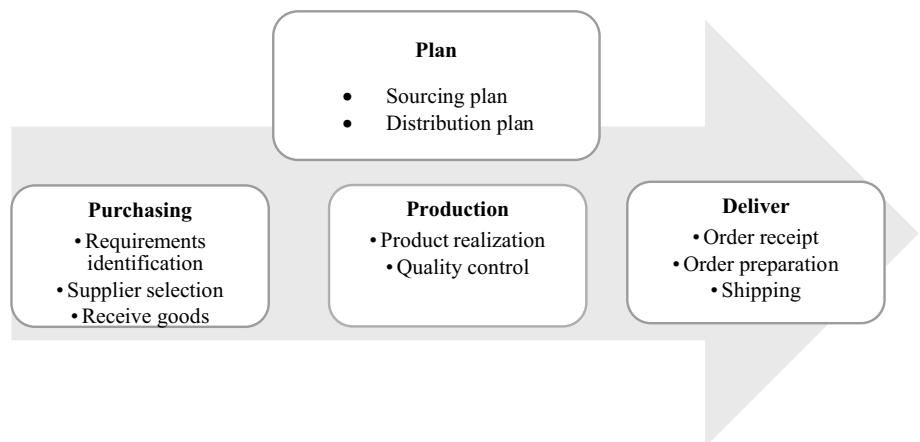 Plan
• Sourcing plan
• Distribution plan
Purchasing
• Requirements
identification
• Supplier selection
• Receive goods
Production
• Product realization
• Quality control
Deliver
• Order receipt
• Order preparation
• Shipping